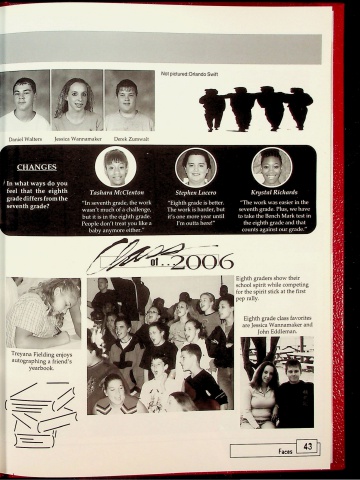 Not pictured: Orlando Swift
Daniel Walters
Jessica Wannamaker
Derek Zumwalt
CHANGES
In what ways do you
feel that the eighth
grade differs from the
seventh grade?
Tashara McClexton
"In seventh grade, the work
wasn't much of a challenge,
but it is in the eighth grade.
People don't treat you like a
baby anymore either."
Stephen Lucero
"Eighth grade is better.
The work is harder, but
it's one more year until
I'm outta here!"
Krystal Richards
"The work was easier in the
seventh grade. Plus, we have
to take the Bench Mark test in
the eighth grade and that
counts against our grade."
Class
of...2006
Eighth graders show their
school spirit while competing
for the spirit stick at the first
pep rally.
Eighth grade class favorites
are Jessica Wannamaker and
John Eddleman.
Treyana Fielding enjoys
autographing a friend's
yearbook.
Faces 43